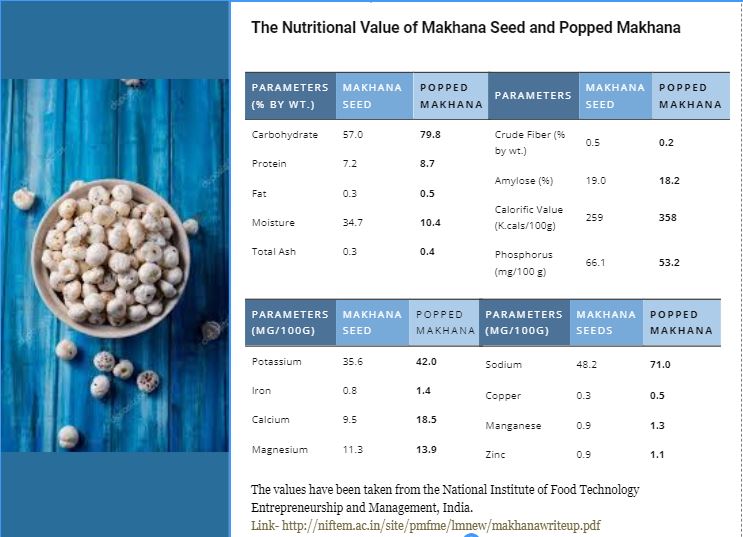 The Nutritional Value of Makhana Seed and Popped Makhana
PARAMETERS (% BY WT.) MAKHANA SEED POPPED MAKHANA
Carbohydrate 57.0 79.8
Protein 7.2 8.7
Fat 0.3 0.5
Moisture 34.7 10.4
Total Ash 0.3 0.4
PARAMETERS MAKHANA SEED POPPED MAKHANA
Crude Fiber (% by wt.) 0.5 0.2
Amylose (%) 19.0 18.2
Calorific Value (K.cals/100g) 259 358
Phosphorus (mg/100 g) 66.1 53.2
PARAMETERS (MG/100G) MAKHANA SEED POPPED MAKHANA
Potassium 35.6 42.0
Iron 0.8 1.4
Calcium 9.5 18.5
Magnesium 11.3 13.9
PARAMETERS (MG/100G) MAKHANA SEEDS POPPED MAKHANA
Sodium 48.2 71.0
Copper 0.3 0.5
Manganese 0.9 1.3
Zinc 0.9 1.1
The values have been taken from the National Institute of Food Technology
Entrepreneurship and Management, India.
Link- http://niftem.ac.in/site/pmfme/lmnew/makhanawriteup.pdf